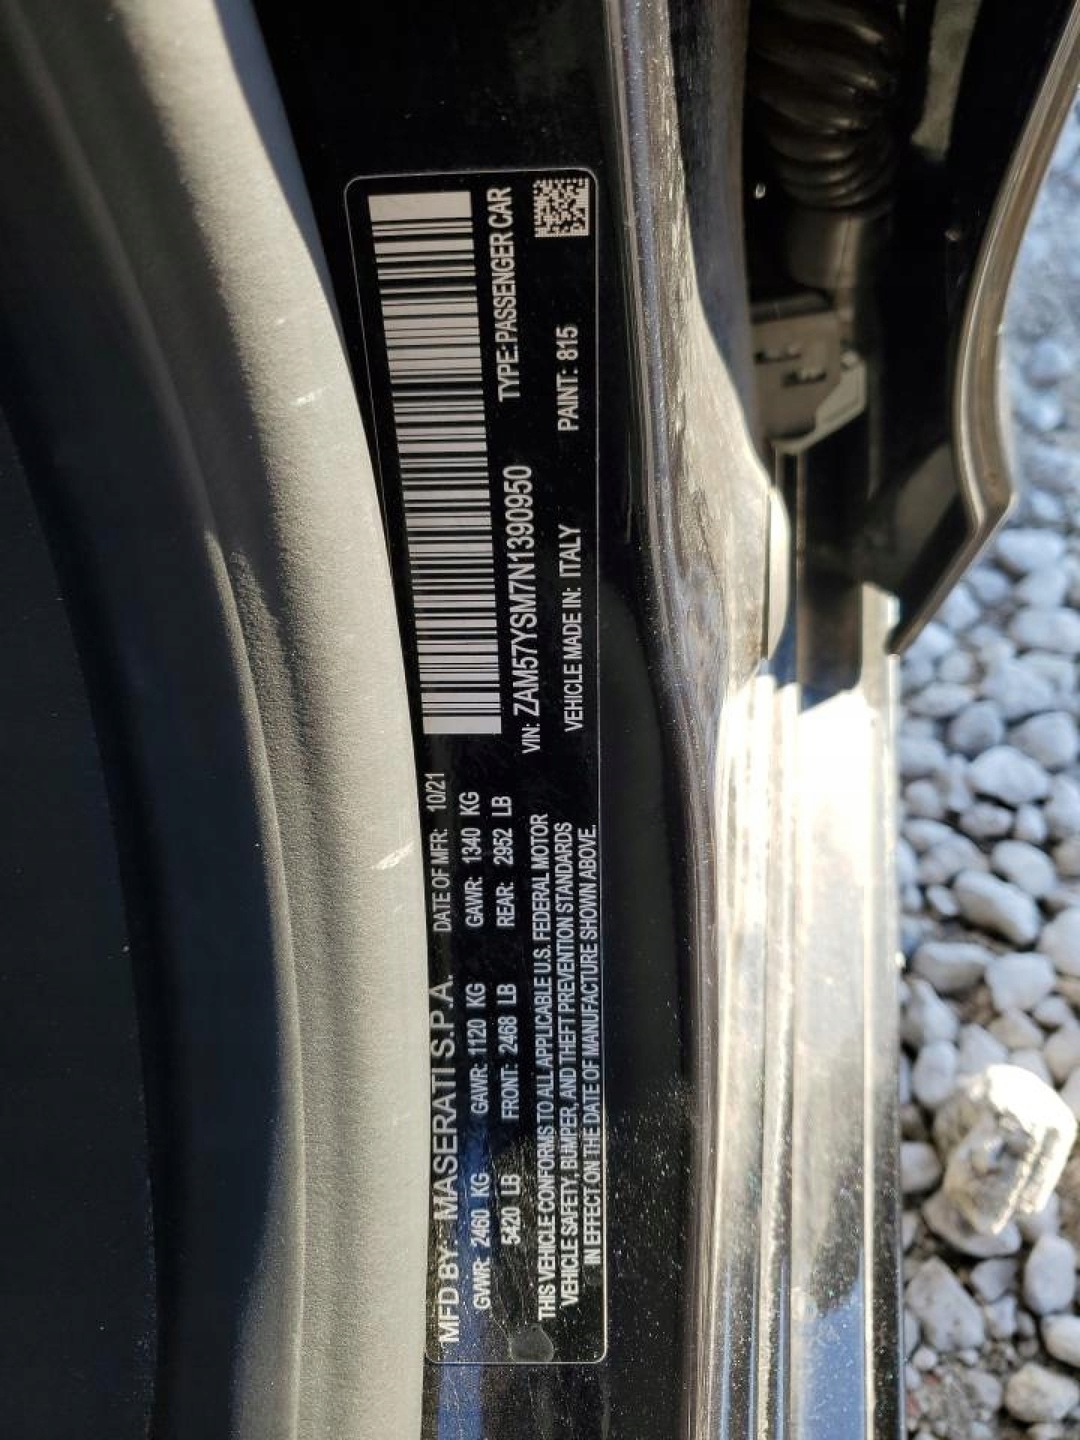 MFD BY: MASERATI S.P.A. DATE OF MFR: 10/21
GVWR: 2460 KG GAWR: 1120 KG GAWR: 1340 KG
5420 LB FRONT: 2468 LB REAR: 2952 LB
THIS VEHICLE CONFORMS TO ALL APPLICABLE U.S. FEDERAL MOTOR
VEHICLE SAFETY, BUMPER, AND THEFT PREVENTION STANDARDS
IN EFFECT ON THE DATE OF MANUFACTURE SHOWN ABOVE.
VIN: ZAM57YSM7N1390950 TYPE: PASSENGER CAR
VEHICLE MADE IN: ITALY PAINT: 815